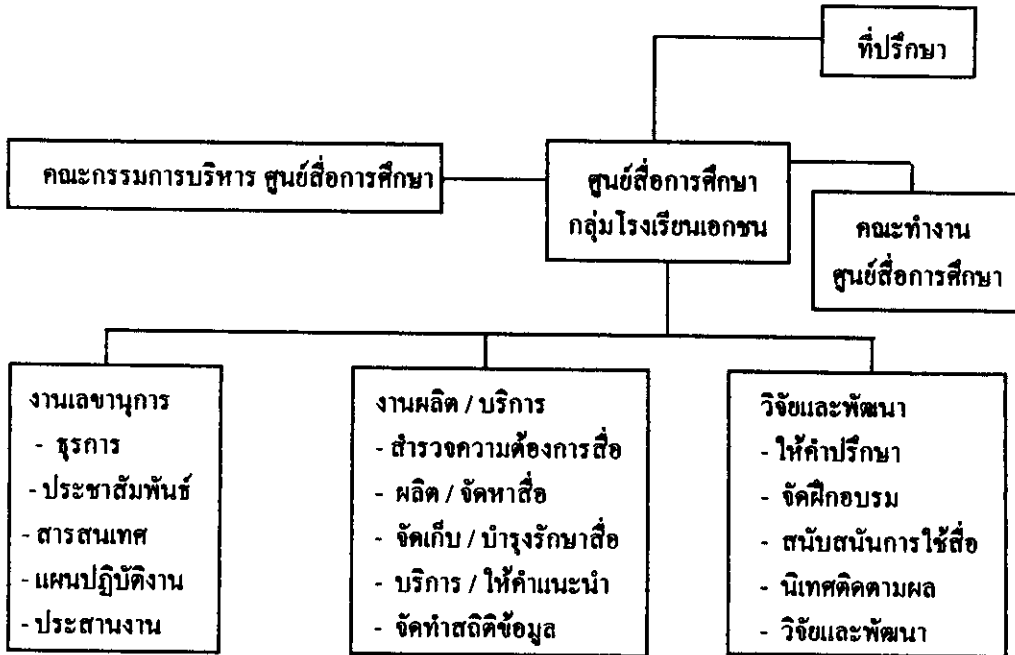 ที่ปรึกษา
คณะกรรมการบริหาร ศูนย์สื่อการศึกษา
ศูนย์สื่อการศึกษา
กลุ่มโรงเรียนเอกชน
คณะทำงาน
ศูนย์สื่อการศึกษา
งานเลขานุการ
- ธุรการ
- ประชาสัมพันธ์
- สารสนเทศ
- แผนปฏิบัติงาน
- ประสานงาน
งานผลิต / บริการ
- สำรวจความต้องการสื่อ
- ผลิต / จัดหาสื่อ
- จัดเก็บ / บำรุงรักษาสื่อ
- บริการ / ให้คำแนะนำ
- จัดทำสถิติข้อมูล
วิจัยและพัฒนา
- ให้คำปรึกษา
- จัดฝึกอบรม
- สนับสนันการใช้สื่อ
- นิเทศติดตามผล
- วิจัยและพัฒนา